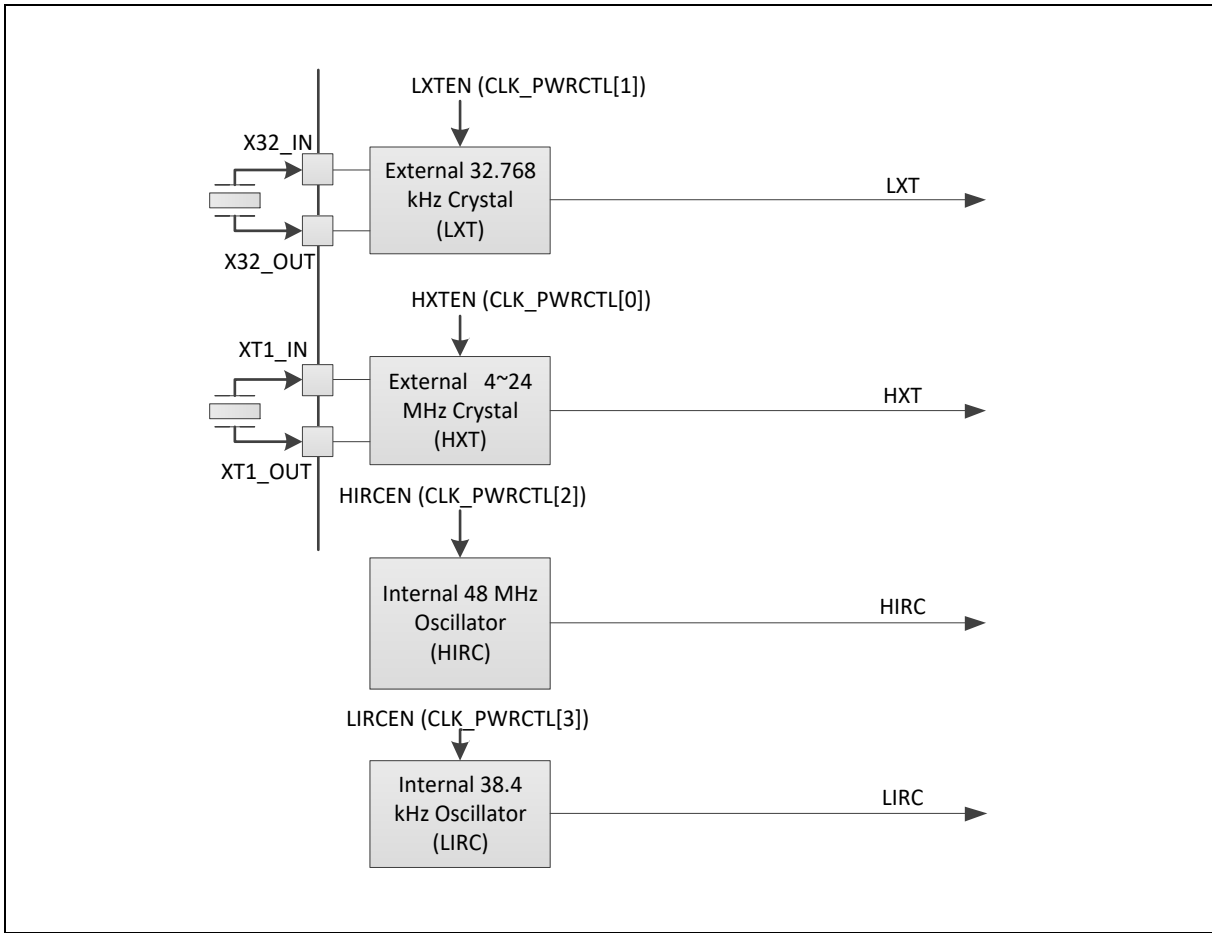 LXTEN (CLK_PWRCTL[1])
X32_IN
External 32.768
kHz Crystal
(LXT)
LXT
X32_OUT
HXTEN (CLK_PWRCTL[0])
XT1_IN
External 4~24
MHz Crystal
(HXT)
HXT
XT1_OUT
HIRCEN (CLK_PWRCTL[2])
Internal 48 MHz
Oscillator
(HIRC)
HIRC
LIRCEN (CLK_PWRCTL[3])
Internal 38.4
kHz Oscillator
(LIRC)
LIRC